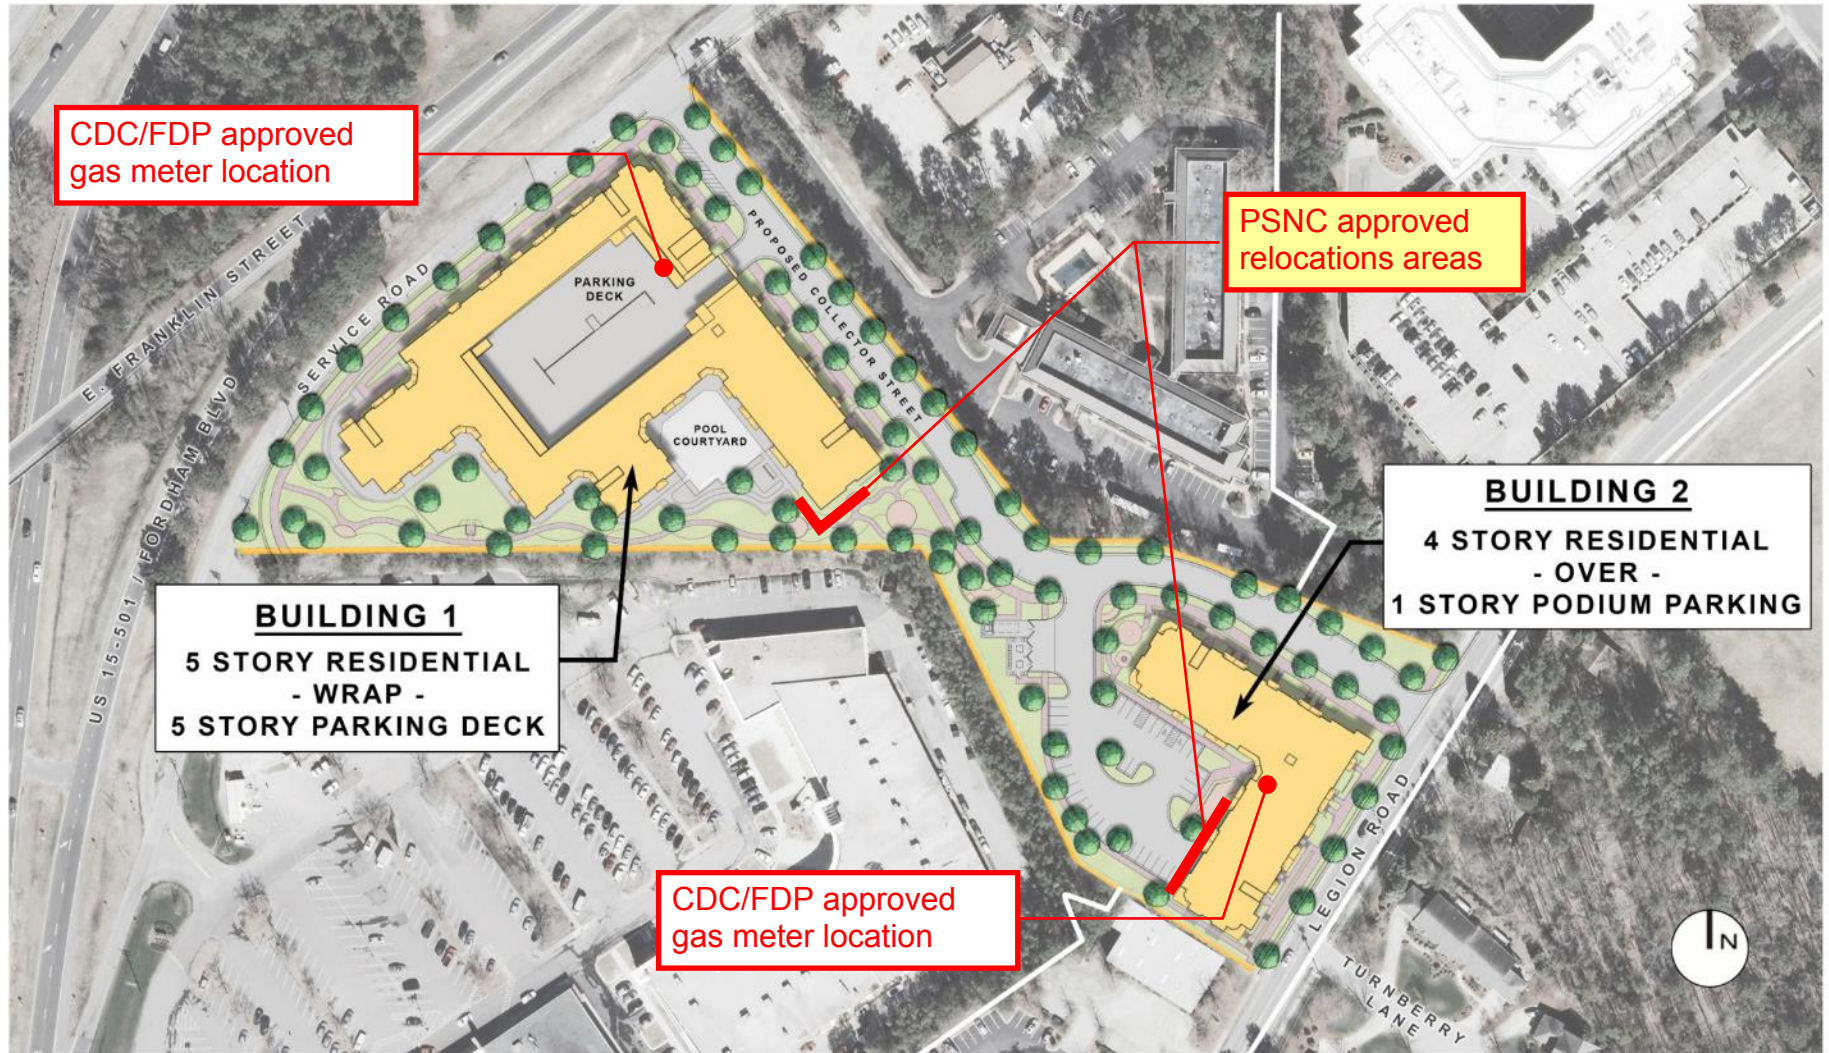 CDC/FDP approved
gas meter location
PSNC approved
relocations areas
E. FRANKLIN STREET
SERVICE ROAD
US 15-501 / FORDHAM BLVD
PROPOSED COLLECTOR STREET
PARKING
DECK
POOL
COURTYARD
BUILDING 1
5 STORY RESIDENTIAL
- WRAP -
5 STORY PARKING DECK
BUILDING 2
4 STORY RESIDENTIAL
- OVER -
1 STORY PODIUM PARKING
CDC/FDP approved
gas meter location
LEGION ROAD
TURNBERRY
LANE
N